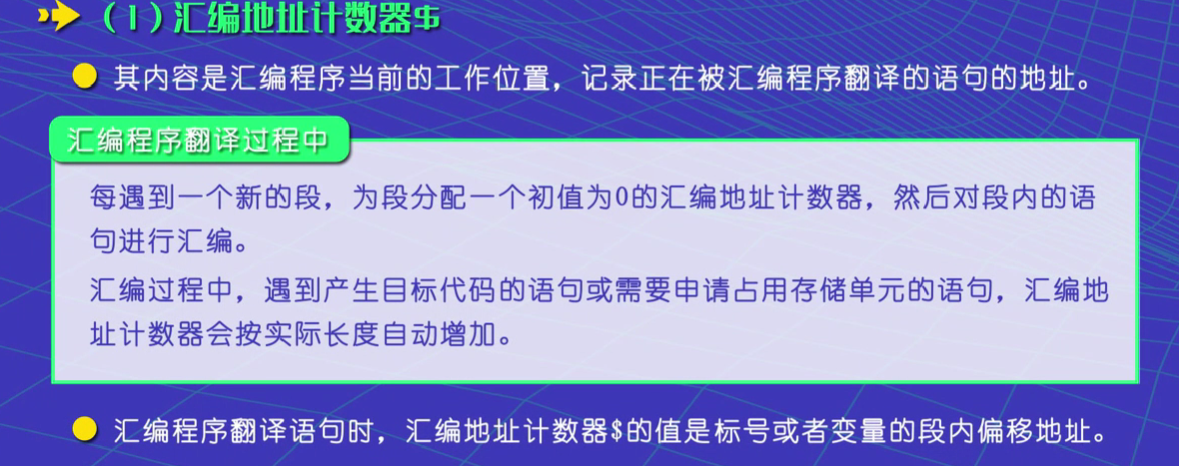 （1）汇编地址计数器$
其内容是汇编程序当前的工作位置，记录正在被汇编程序翻译的语句的地址。
汇编程序翻译过程中
每遇到一个新的段，为段分配一个初值为0的汇编地址计数器，然后对段内的语
句进行汇编。
汇编过程中，遇到产生目标代码的语句或需要申请占用存储单元的语句，汇编地
址计数器会按实际长度自动增加。
汇编程序翻译语句时，汇编地址计数器$的值是标号或者变量的段内偏移地址。